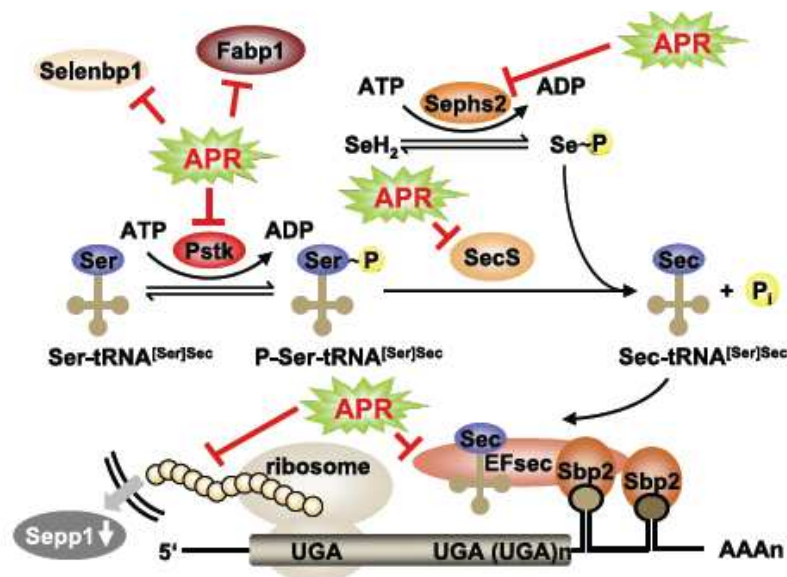 Selenbp1
Fabp1
APR
APR
ATP
Sephs2
ADP
SeH2
Se~P
APR
ATP
Pstk
ADP
SecS
Ser
Ser~P
Sec
+ Pi
Ser-tRNA[Ser]Sec
P-Ser-tRNA[Ser]Sec
Sec-tRNA[Ser]Sec
APR
Sec
EFsec
ribosome
Sbp2
Sbp2
Sepp1
5'
UGA
UGA (UGA)n
AAAn